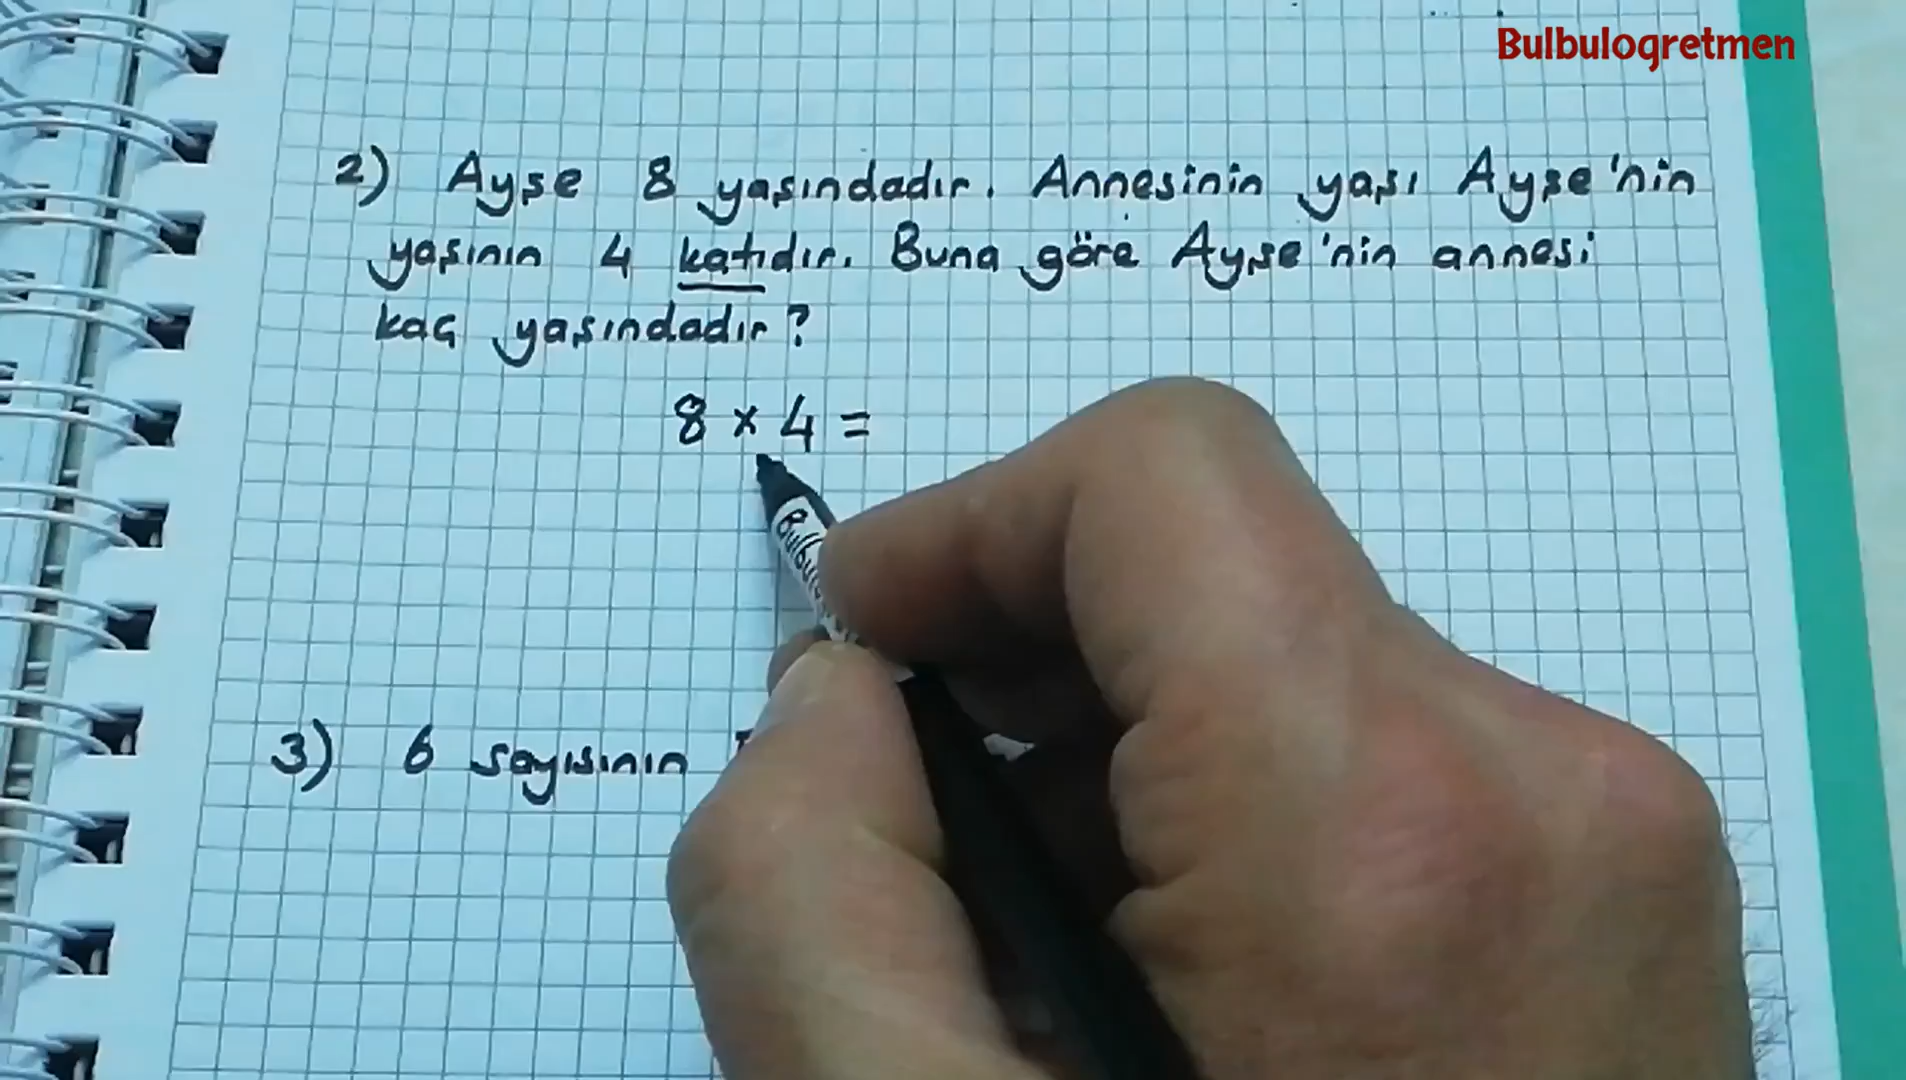 Bulbulogretmen
2) Ayşe 8 yaşındadır. Annesinin yaşı Ayşe'nin
yaşının 4 katıdır. Buna göre Ayşe'nin annesi
kaç yaşındadır?
8 x 4 =
3) 6 sayısının